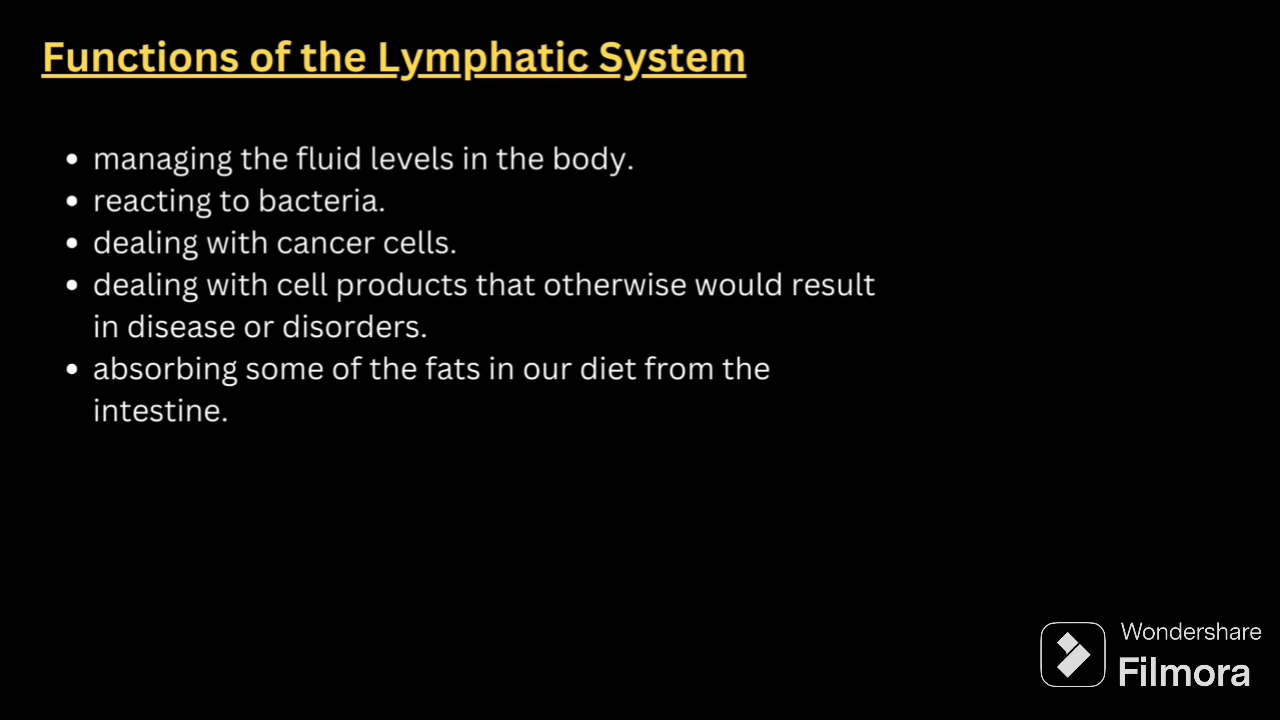 Functions of the Lymphatic System
• managing the fluid levels in the body.
• reacting to bacteria.
• dealing with cancer cells.
• dealing with cell products that otherwise would result
in disease or disorders.
• absorbing some of the fats in our diet from the
intestine.
Wondershare
Filmora